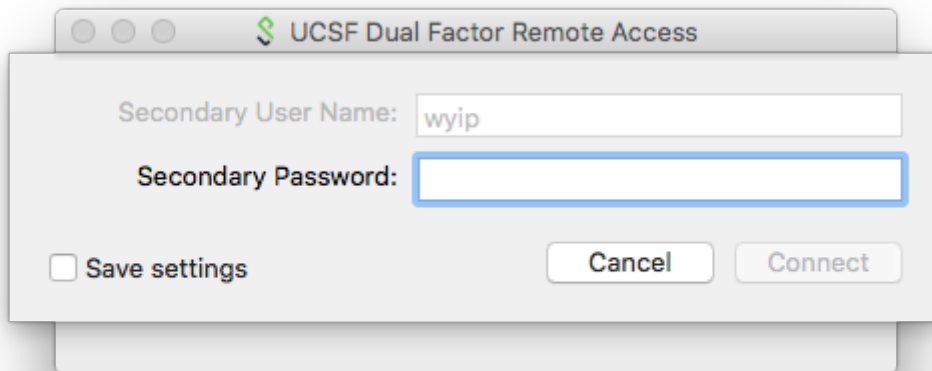 UCSF Dual Factor Remote Access
Secondary User Name: wyip
Secondary Password:
Save settings Cancel Connect